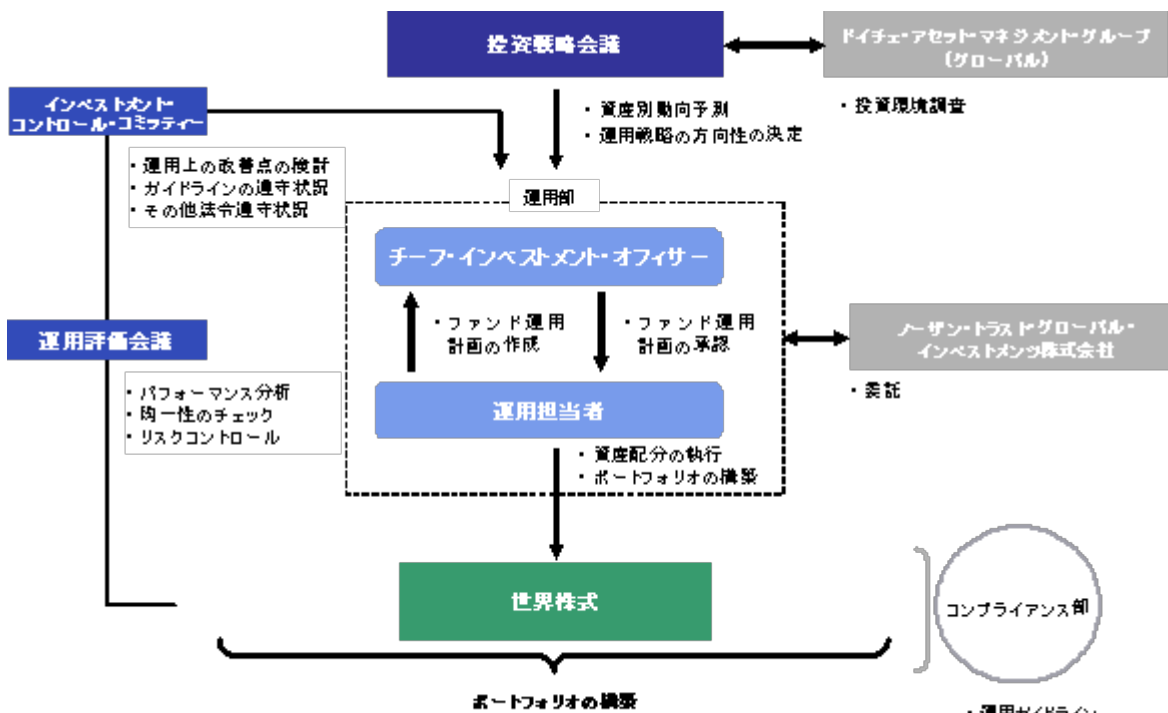 投資戦略会議
ドイチェ・アセット・マネジメント・グループ
(グローバル)
・投資環境調査
インベストメント・
コントロール・コミッティー
・資産別動向予測
・運用戦略の方向性の決定
・運用上の改善点の検討
・ガイドラインの遵守状況
・その他法令遵守状況
運用部
チーフ・インベストメント・オフィサー
・ファンド運用
計画の作成
・ファンド運用
計画の承認
運用評価会議
ノーザン・トラスト・グローバル・
インベストメンツ株式会社
・委託
・パフォーマンス分析
・均一性のチェック
・リスクコントロール
運用担当者
・資産配分の執行
・ポートフォリオの構築
世界株式
コンプライアンス部
ポートフォリオの構築
・運用ガイドライン